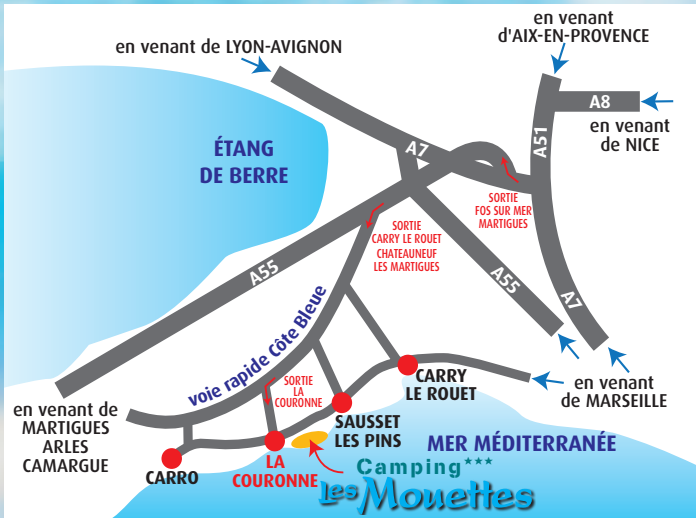 en venant de LYON-AVIGNON
en venant
d'AIX-EN-PROVENCE
A8
en venant
de NICE
A51
A7
ÉTANG
DE BERRE
SORTIE
FOS SUR MER
MARTIGUES
SORTIE
CARRY LE ROUET
CHATEAUNEUF
LES MARTIGUES
A55
A55
A7
voie rapide Côte Bleue
SORTIE
LA
COURONNE
CARRY
LE ROUET
en venant
de MARSEILLE
en venant de
MARTIGUES
ARLES
CAMARGUE
SAUSSET
LES PINS
MER MÉDITERRANÉE
CARRO
LA
COURONNE
Camping***
Les Mouettes